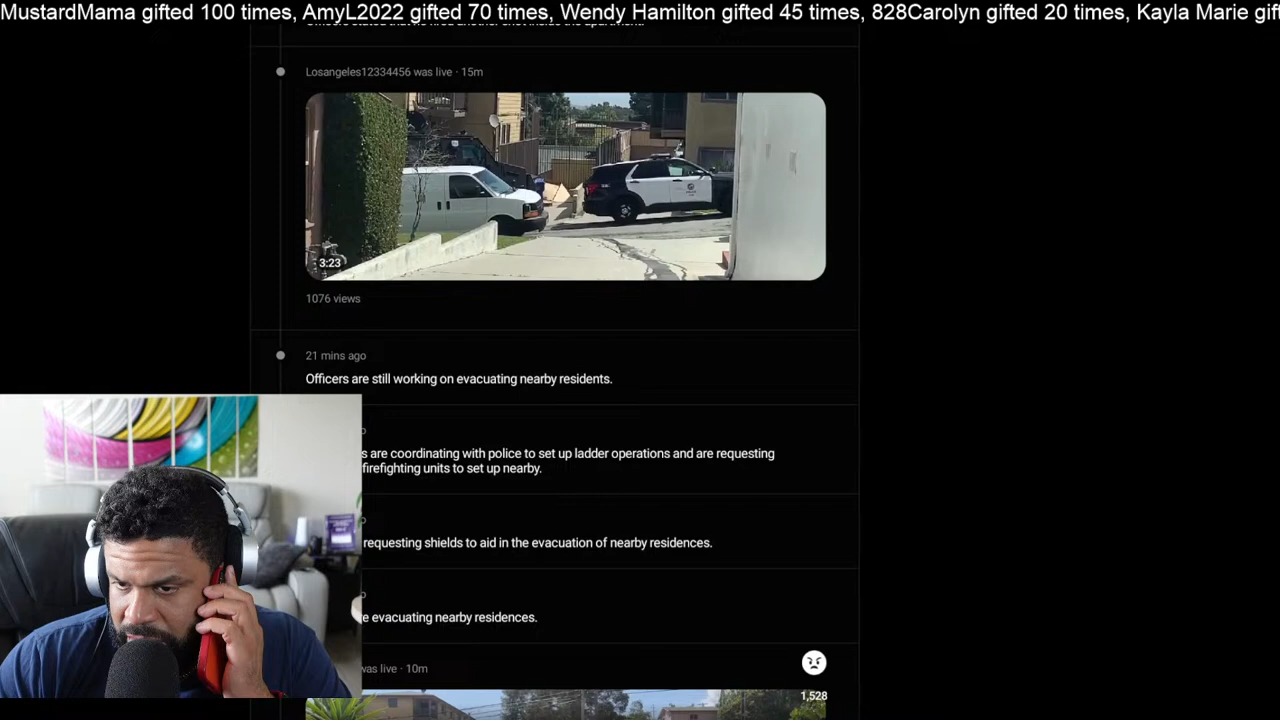 MustardMama gifted 100 times, AmyL2022 gifted 70 times, Wendy Hamilton gifted 45 times, 828Carolyn gifted 20 times, Kayla Marie gif
Losangeles12334456 was live · 15m
3:23
1076 views
21 mins ago
Officers are still working on evacuating nearby residents.
are coordinating with police to set up ladder operations and are requesting
firefighting units to set up nearby.
requesting shields to aid in the evacuation of nearby residences.
evacuating nearby residences.
was live · 10m
1,528